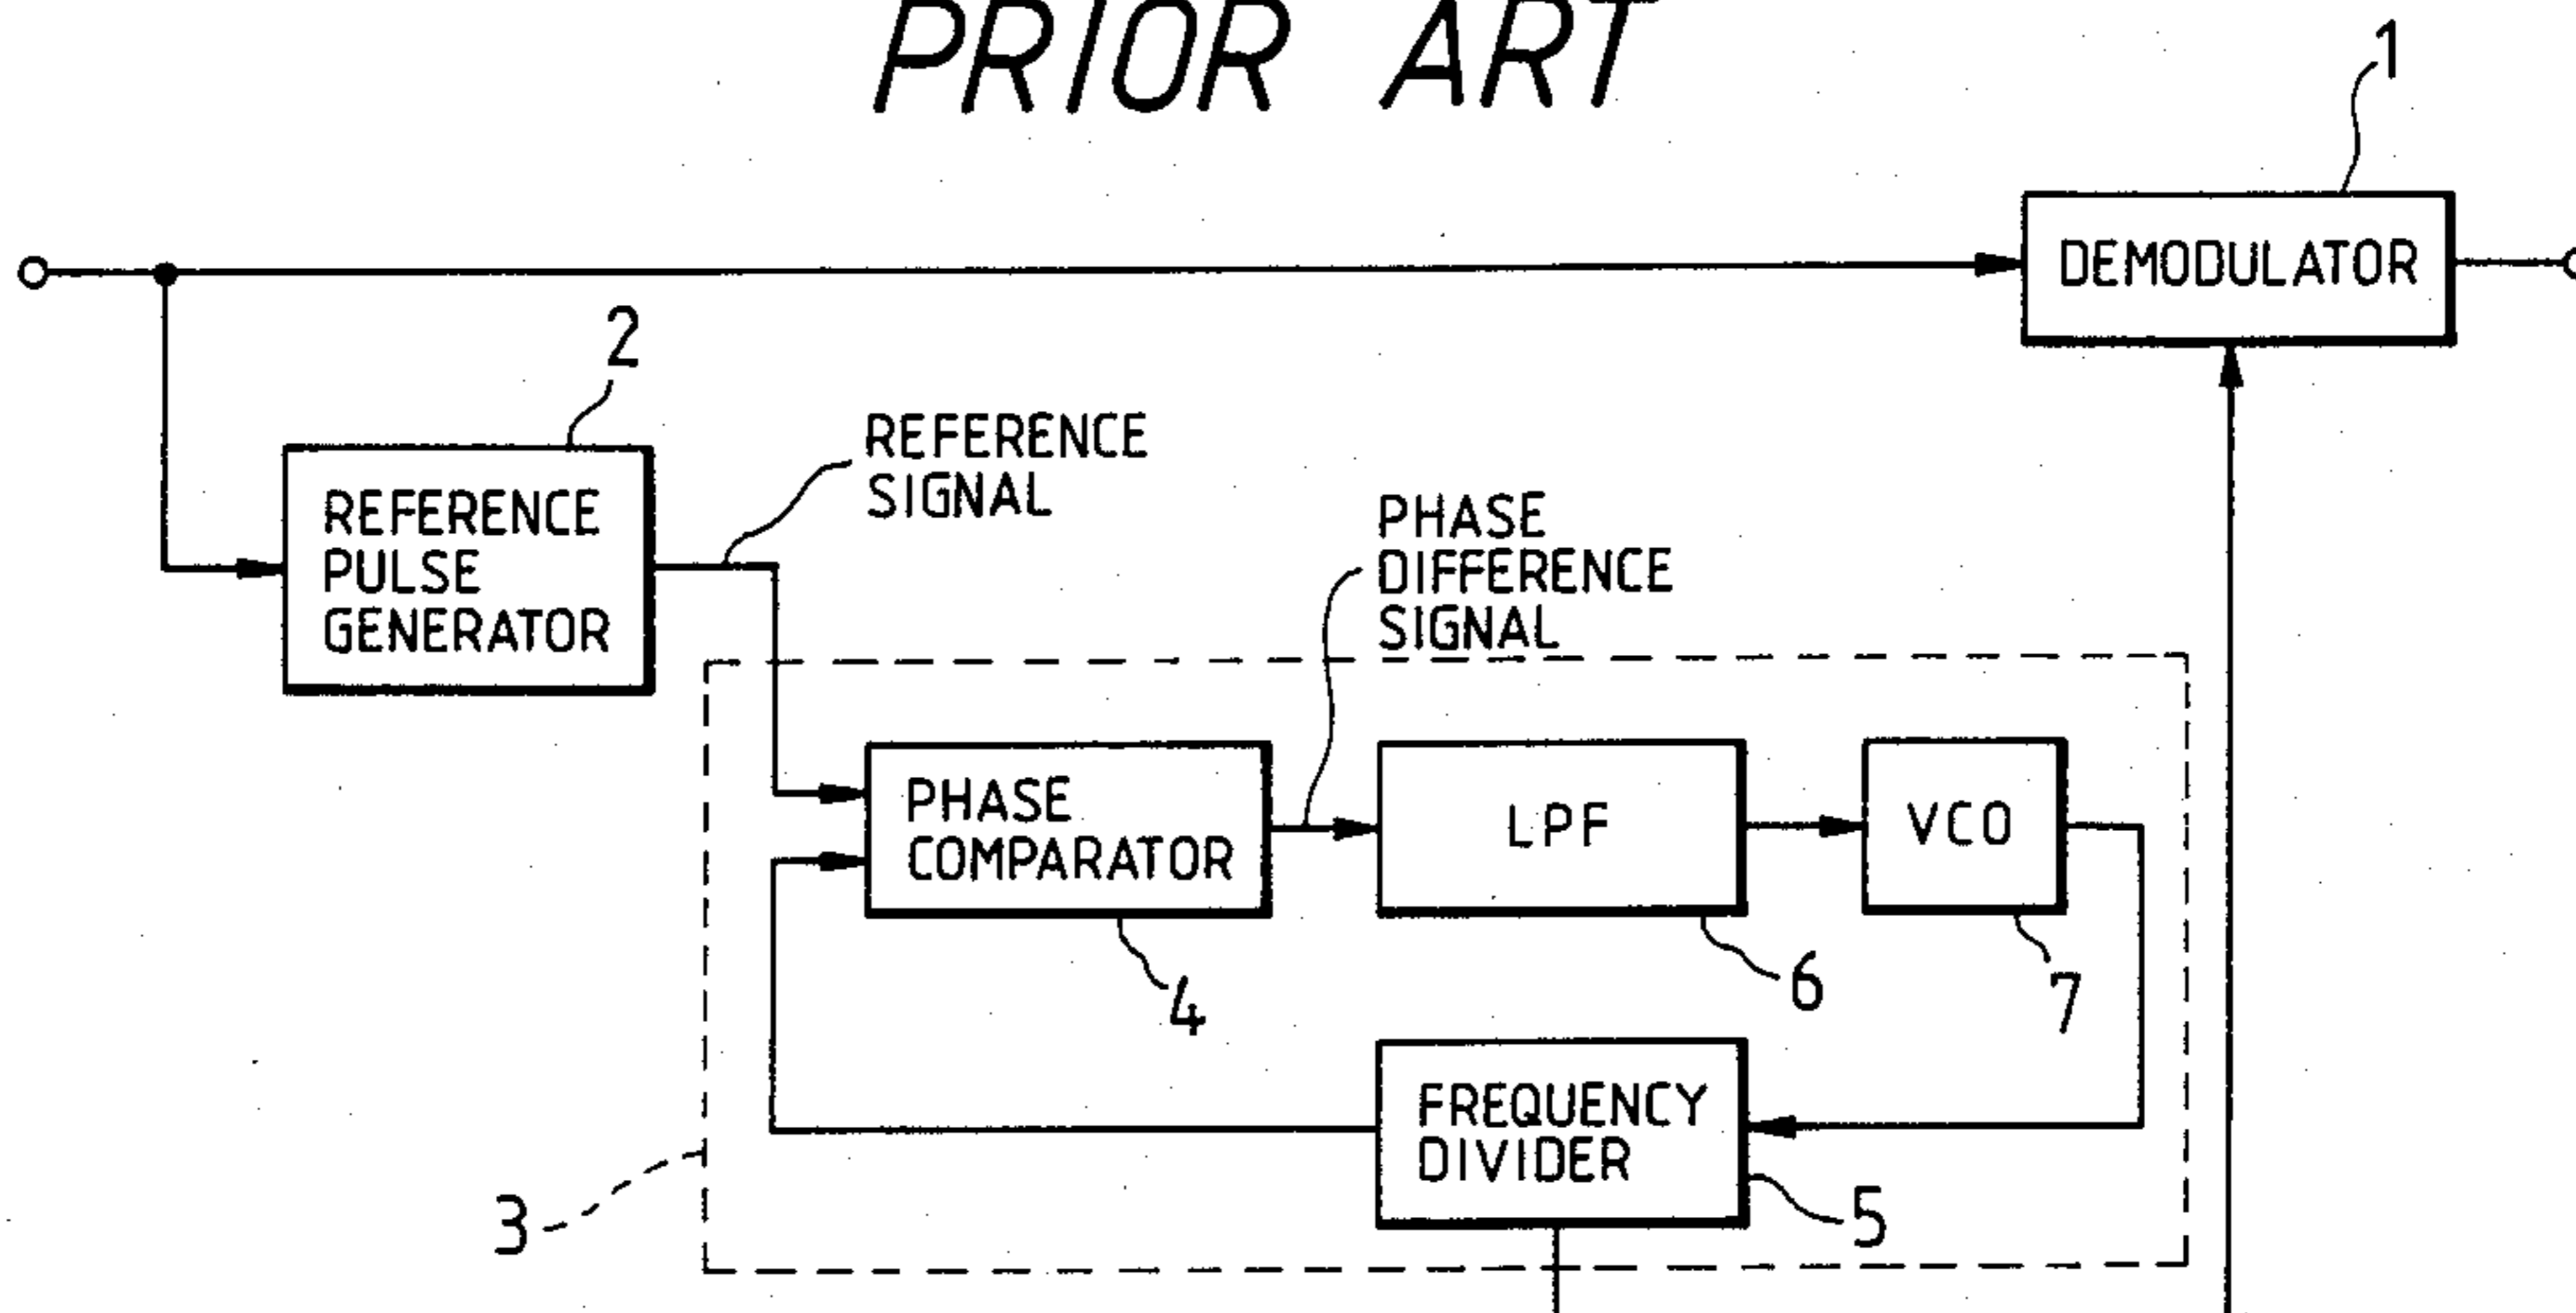 PRIOR ART
1
DEMODULATOR
2
REFERENCE
SIGNAL
REFERENCE
PULSE
GENERATOR
PHASE
DIFFERENCE
SIGNAL
PHASE
COMPARATOR
LPF
VCO
4
6
7
FREQUENCY
DIVIDER
3
5